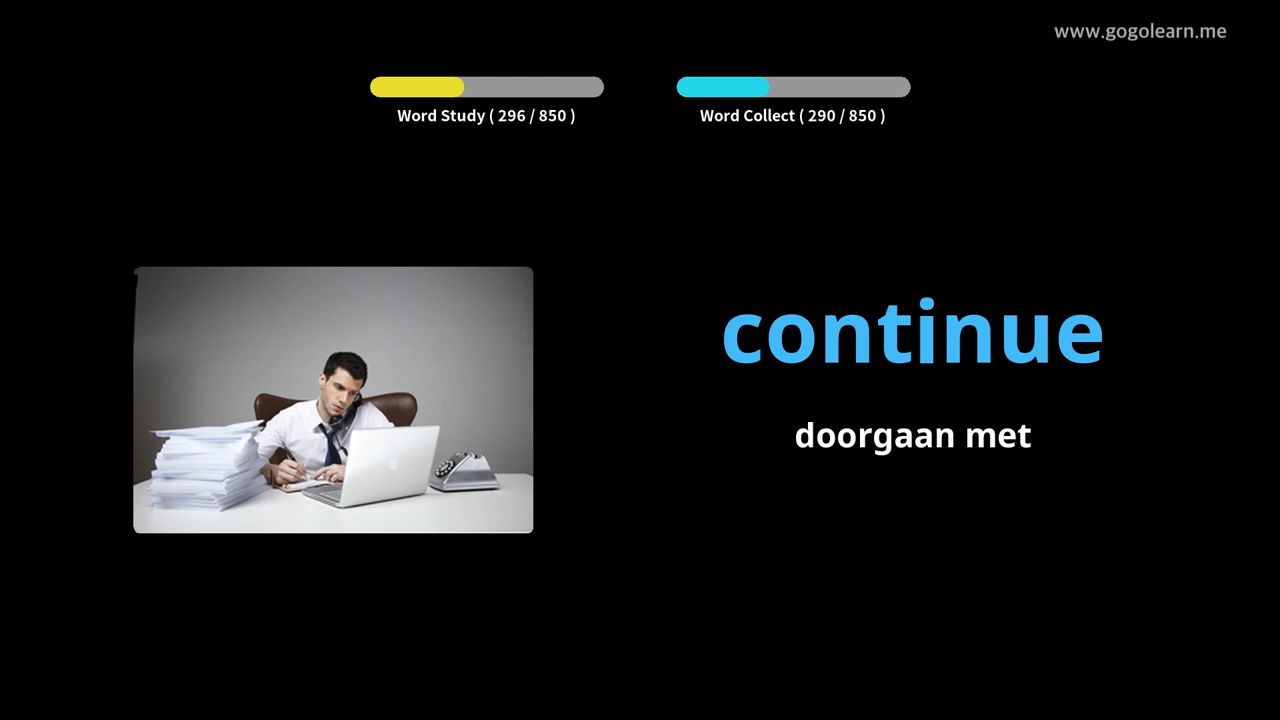 www.gogolearn.me
Word Study ( 296 / 850 )
Word Collect ( 290 / 850 )
continue
doorgaan met